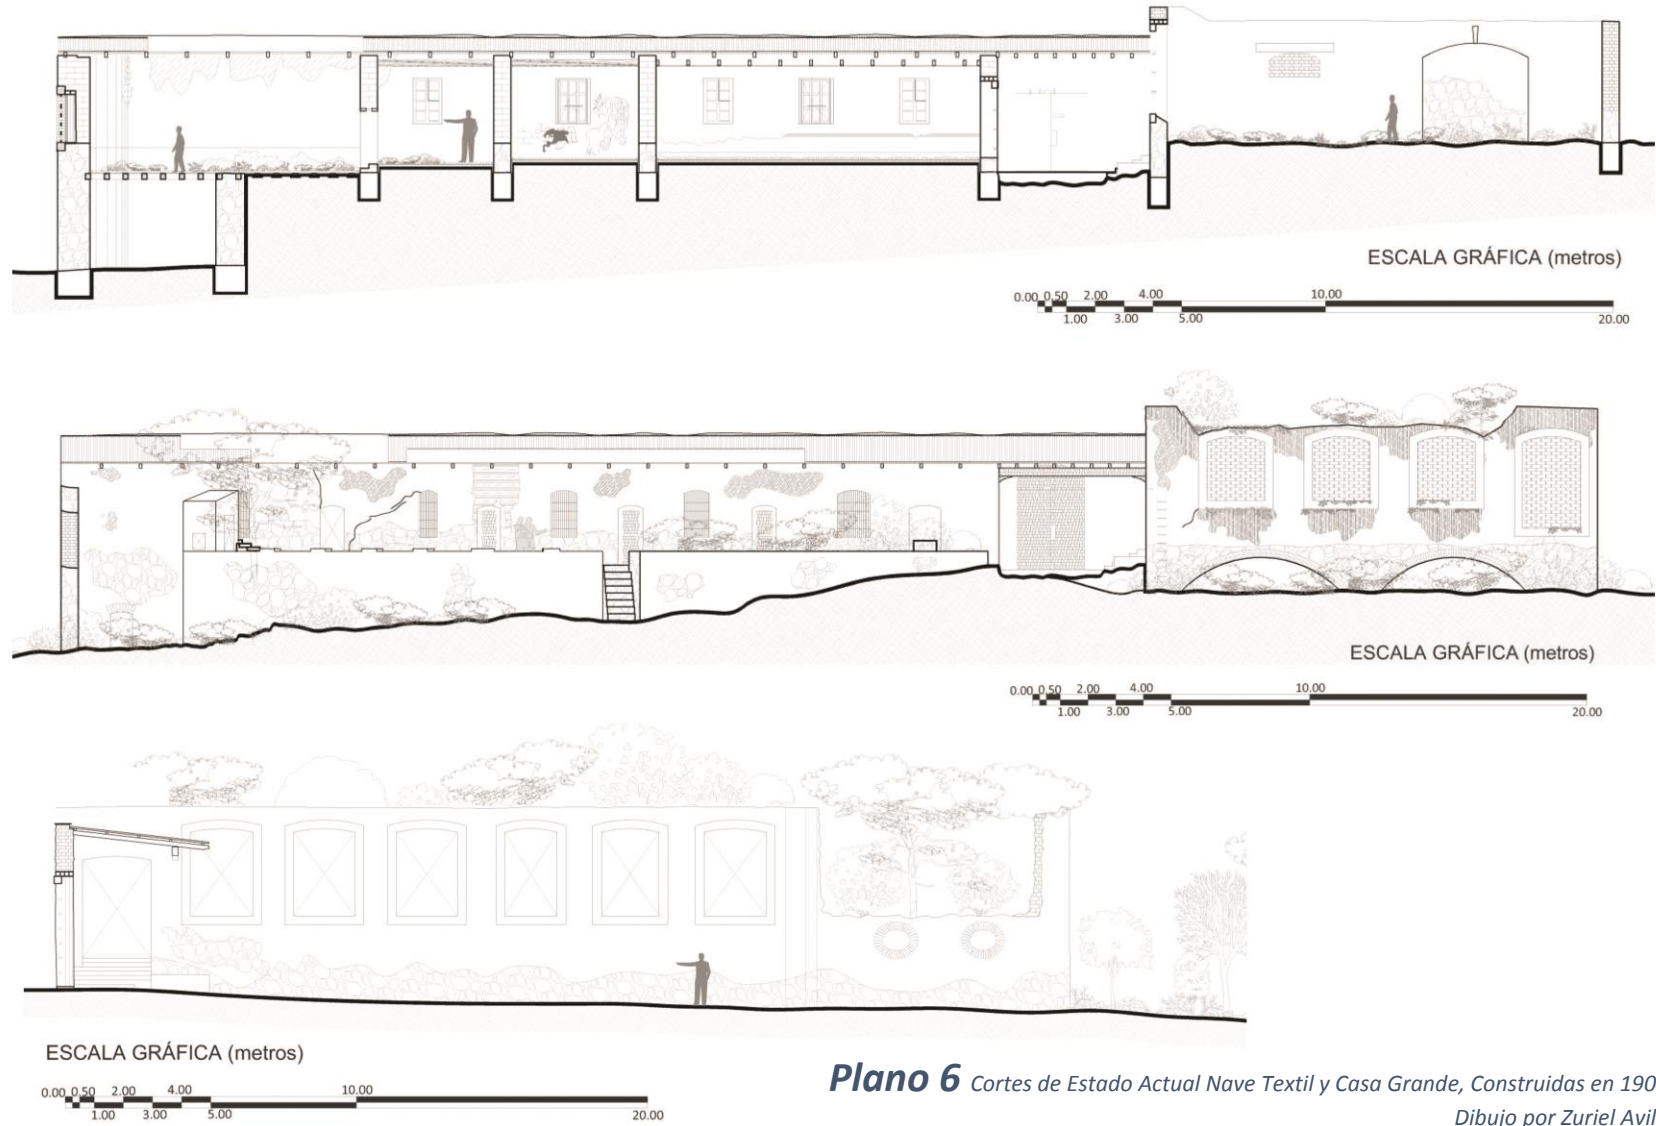 ESCALA GRÁFICA (metros)
0.00 0.50 2.00 4.00 10.00
1.00 3.00 5.00 20.00
ESCALA GRÁFICA (metros)
0.00 0.50 2.00 4.00 10.00
1.00 3.00 5.00 20.00
ESCALA GRÁFICA (metros)
0.00 0.50 2.00 4.00 10.00
1.00 3.00 5.00 20.00
Plano 6 Cortes de Estado Actual Nave Textil y Casa Grande, Construidas en 190
Dibujo por Zuriel Avil